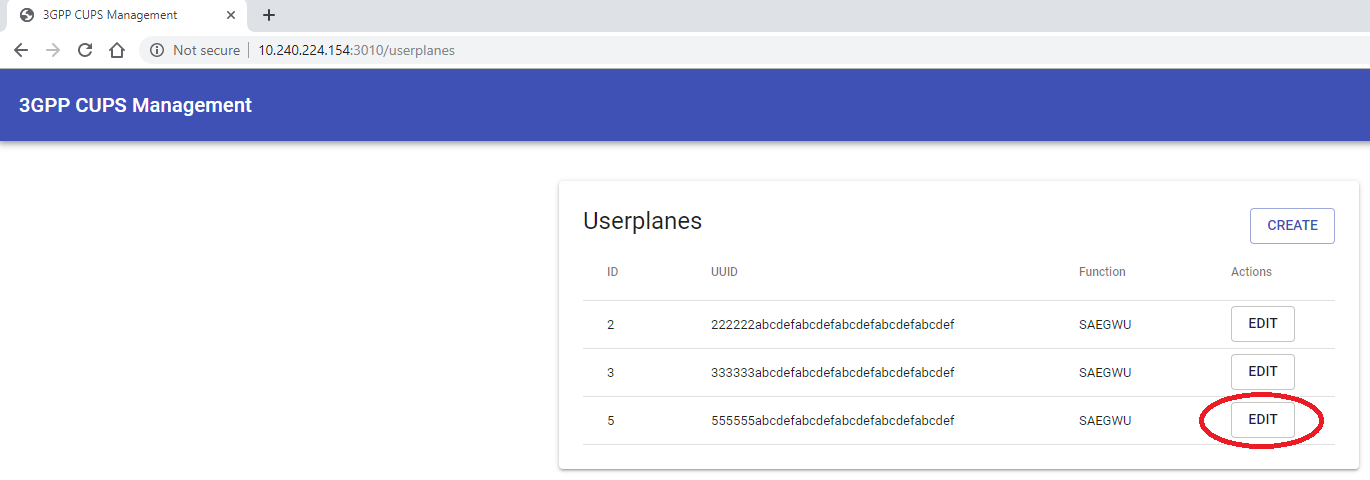 3GPP CUPS Management
Not secure 10.240.224.154:3010/userplanes
3GPP CUPS Management
Userplanes
CREATE
ID UUID Function Actions
2 222222abcdefabcdefabcdefabcdefabcdef SAEGWU EDIT
3 333333abcdefabcdefabcdefabcdefabcdef SAEGWU EDIT
5 555555abcdefabcdefabcdefabcdefabcdef SAEGWU EDIT